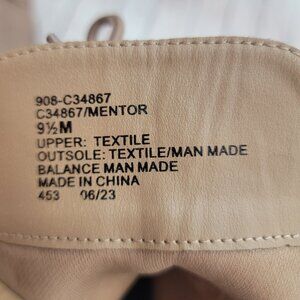 908-C34867
C34867/MENTOR
9½M
UPPER: TEXTILE
OUTSOLE: TEXTILE/MAN MADE
BALANCE MAN MADE
MADE IN CHINA
453 06/23